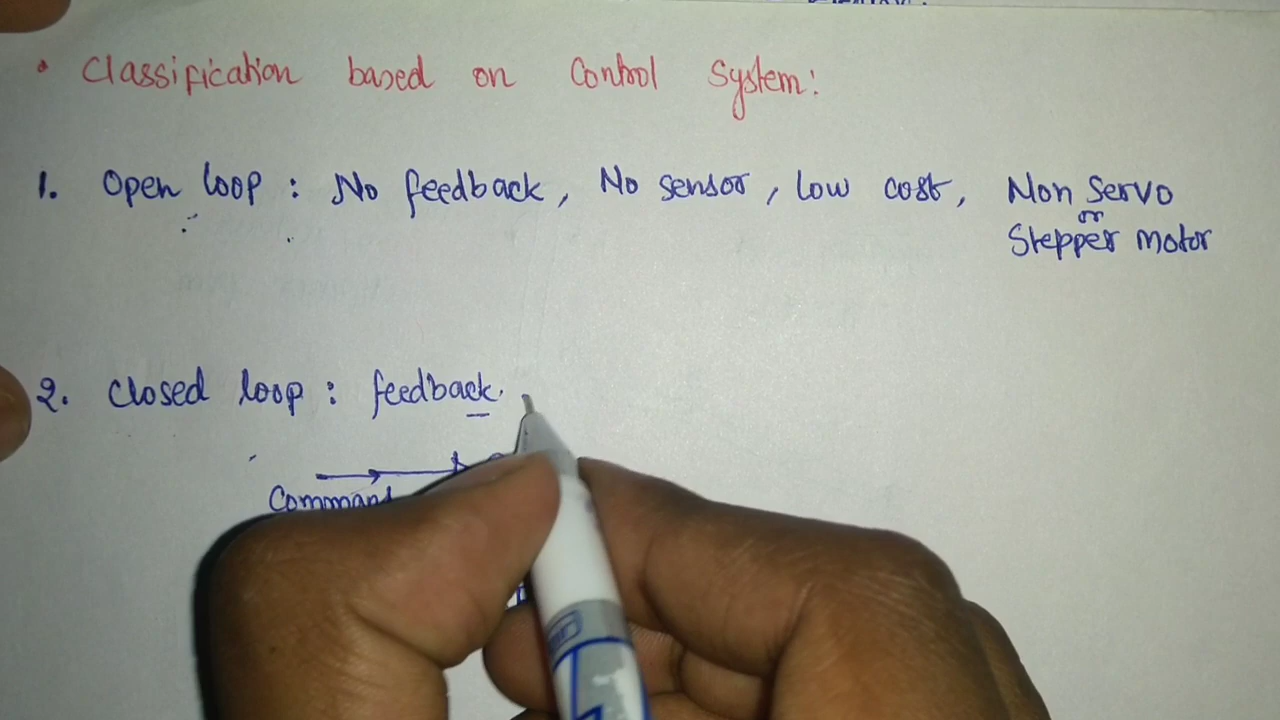 • Classification based on Control System:
1. Open loop : No feedback, No sensor, low cost, Non Servo
or
Stepper motor
2. Closed loop : feedback.
Command